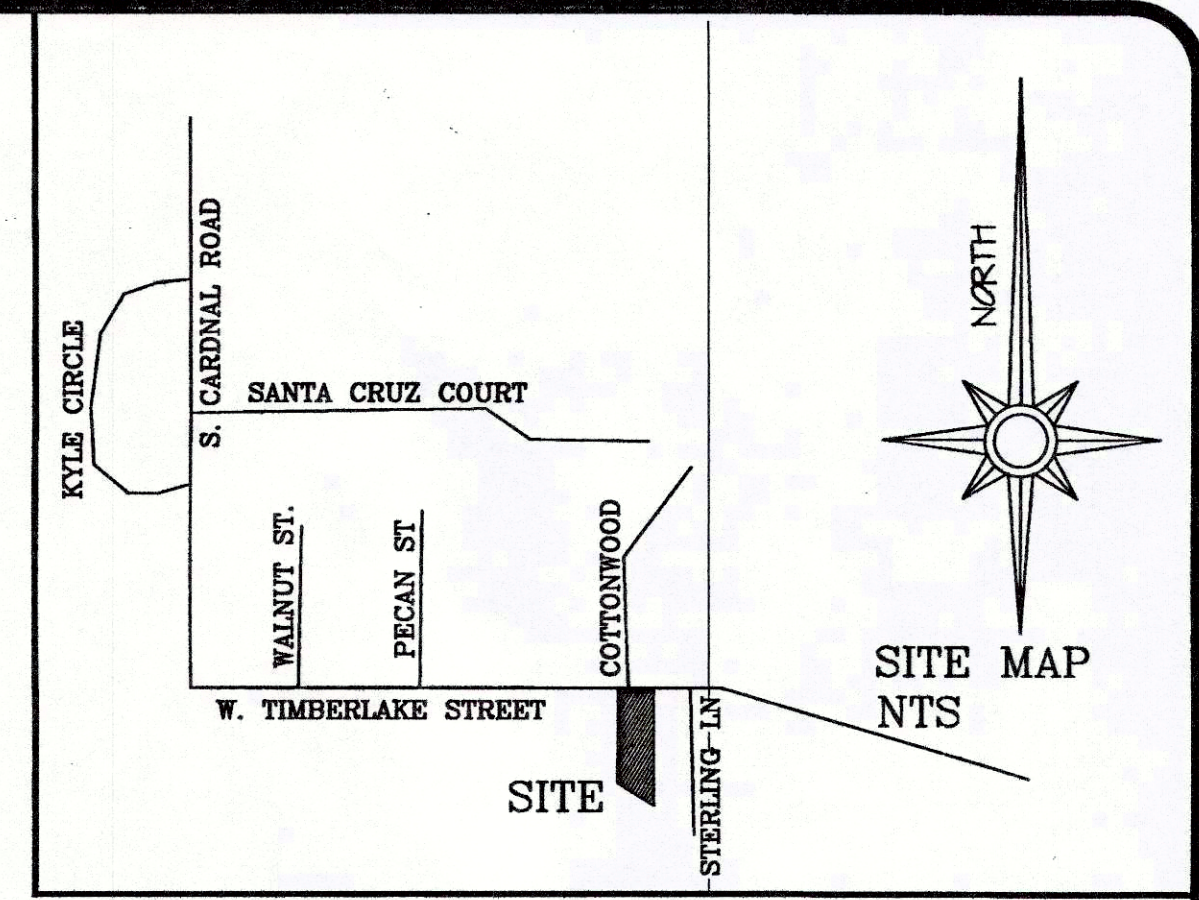 KYLE CIRCLE
S. CARDNAL ROAD
SANTA CRUZ COURT
NORTH
WALNUT ST.
PECAN ST
COTTONWOOD
W. TIMBERLAKE STREET
SITE
STERLING LN
SITE MAP
NTS